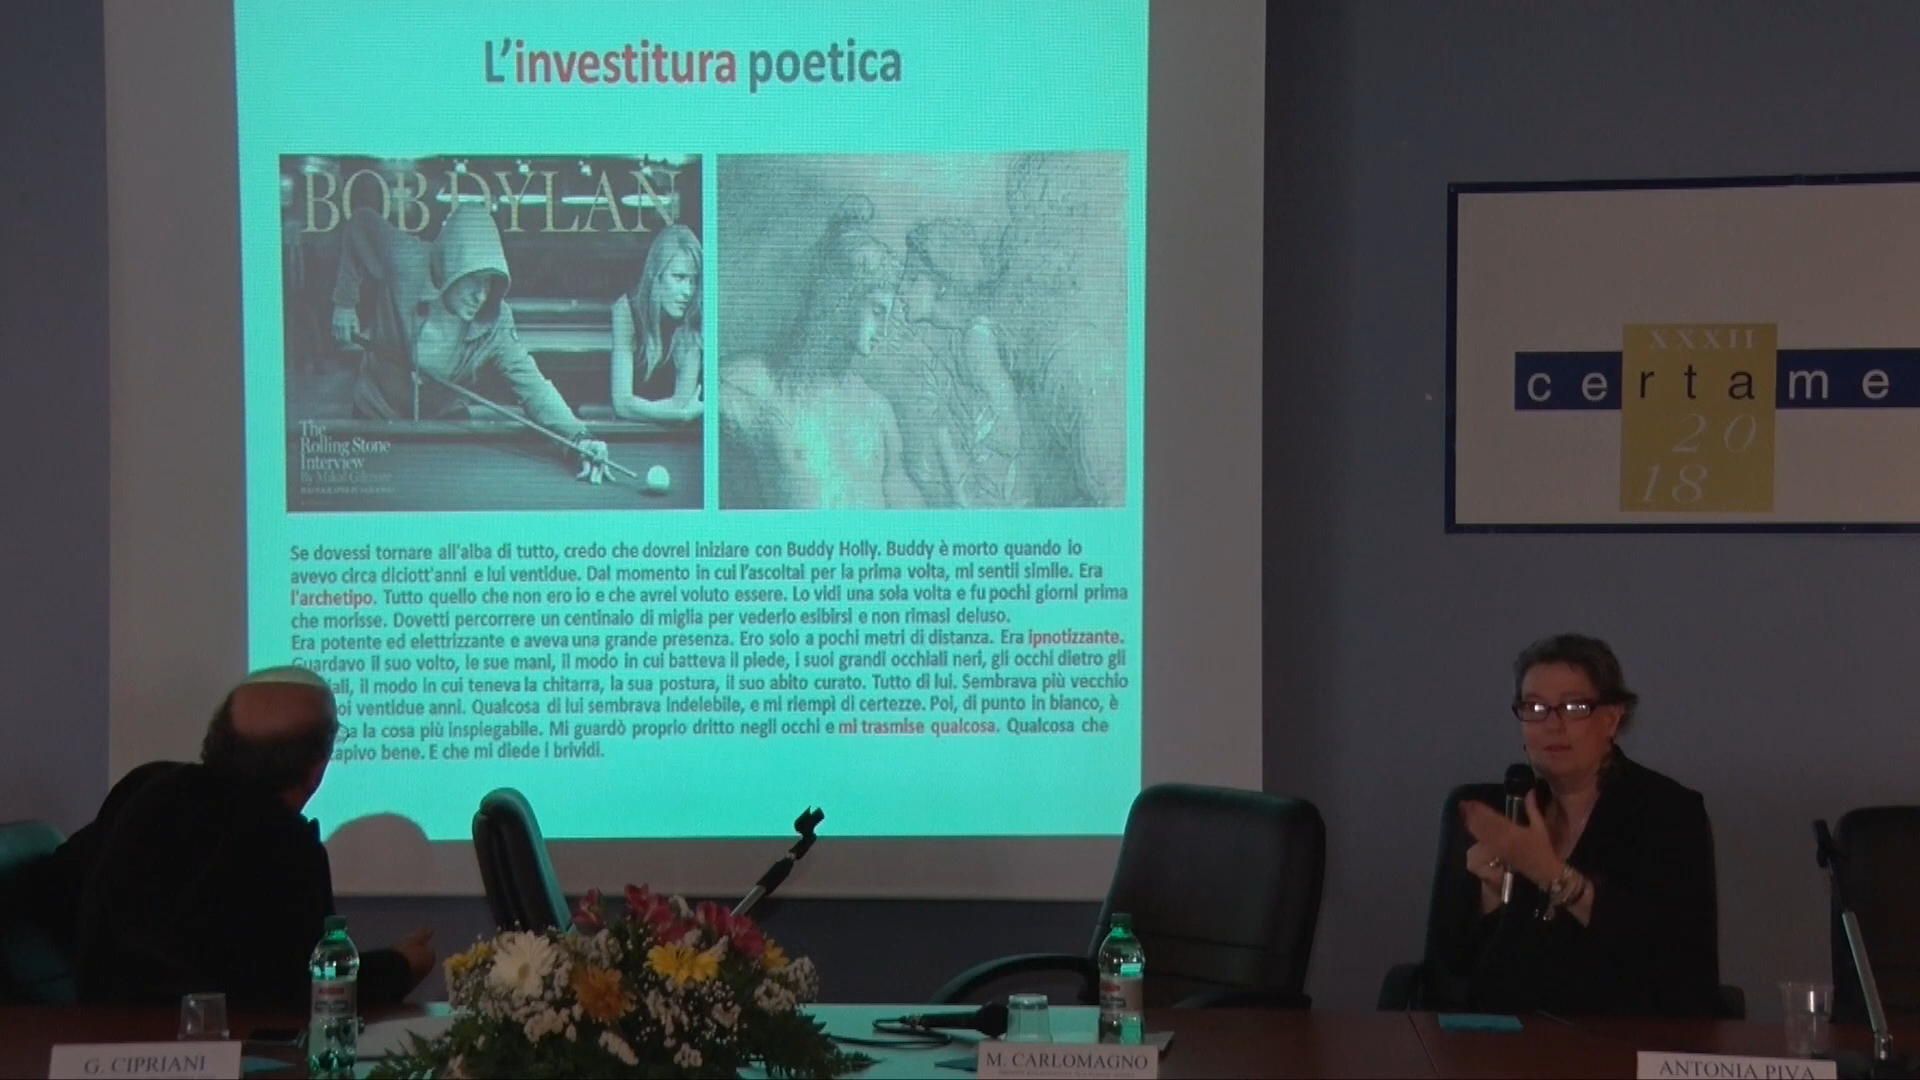 L'investitura poetica
BOB DYLAN
The
Rolling Stone
Interview
By Mikal Gilmore
Se dovessi tornare all'alba di tutto, credo che dovrei iniziare con Buddy Holly. Buddy è morto quando io
avevo circa diciott'anni e lui ventidue. Dal momento in cui l'ascoltai per la prima volta, mi sentii simile. Era
l'archetipo. Tutto quello che non ero io e che avrei voluto essere. Lo vidi una sola volta e fu pochi giorni prima
che morisse. Dovetti percorrere un centinaio di miglia per vederlo esibirsi e non rimasi deluso.
Era potente ed elettrizzante e aveva una grande presenza. Ero solo a pochi metri di distanza. Era ipnotizzante.
Guardavo il suo volto, le sue mani, il modo in cui batteva il piede, i suoi grandi occhiali neri, gli occhi dietro gli
ali, il modo in cui teneva la chitarra, la sua postura, il suo abito curato. Tutto di lui. Sembrava più vecchio
oi ventidue anni. Qualcosa di lui sembrava indelebile, e mi riempì di certezze. Poi, di punto in bianco, è
a la cosa più inspiegabile. Mi guardò proprio dritto negli occhi e mi trasmise qualcosa. Qualcosa che
capivo bene. E che mi diede i brividi.
XXXII
certame
20
18
G. CIPRIANI
M. CARLOMAGNO
ANTONIA PIVA